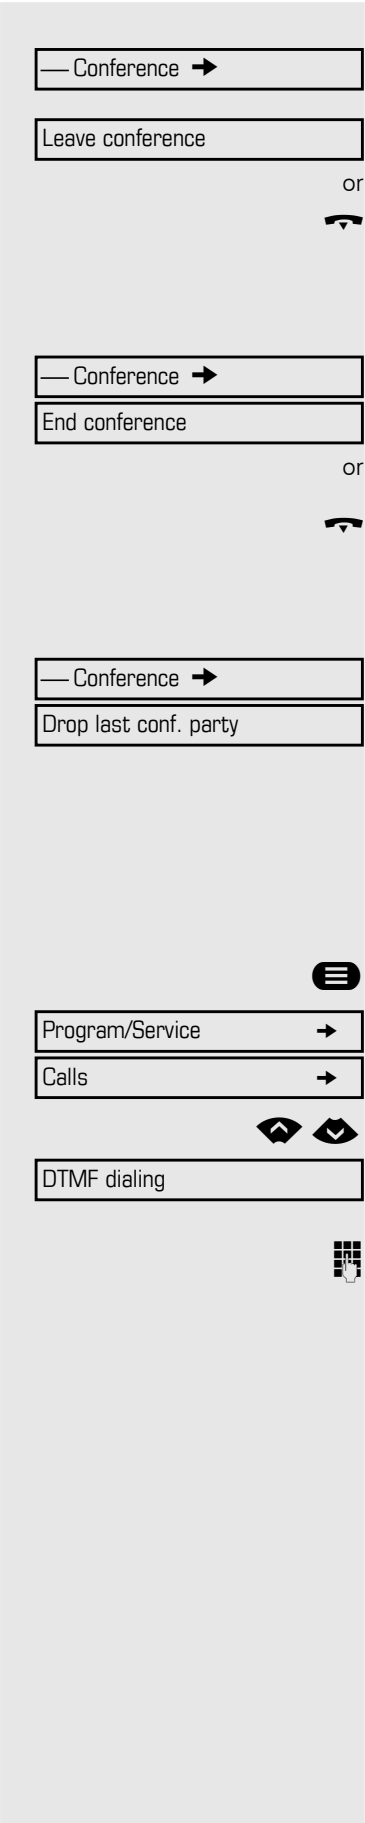 — Conference →
Leave conference
or
— Conference →
End conference
or
— Conference →
Drop last conf. party
Program/Service →
Calls →
DTMF dialing